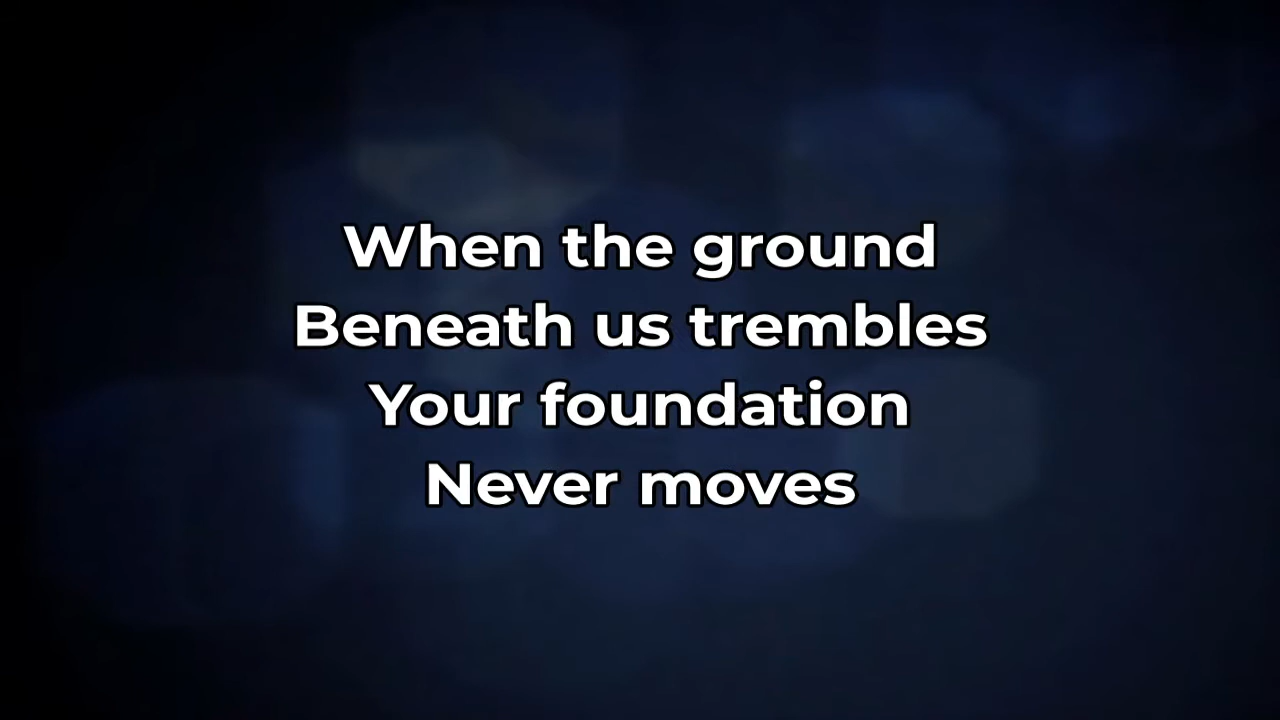 When the ground
Beneath us trembles
Your foundation
Never moves